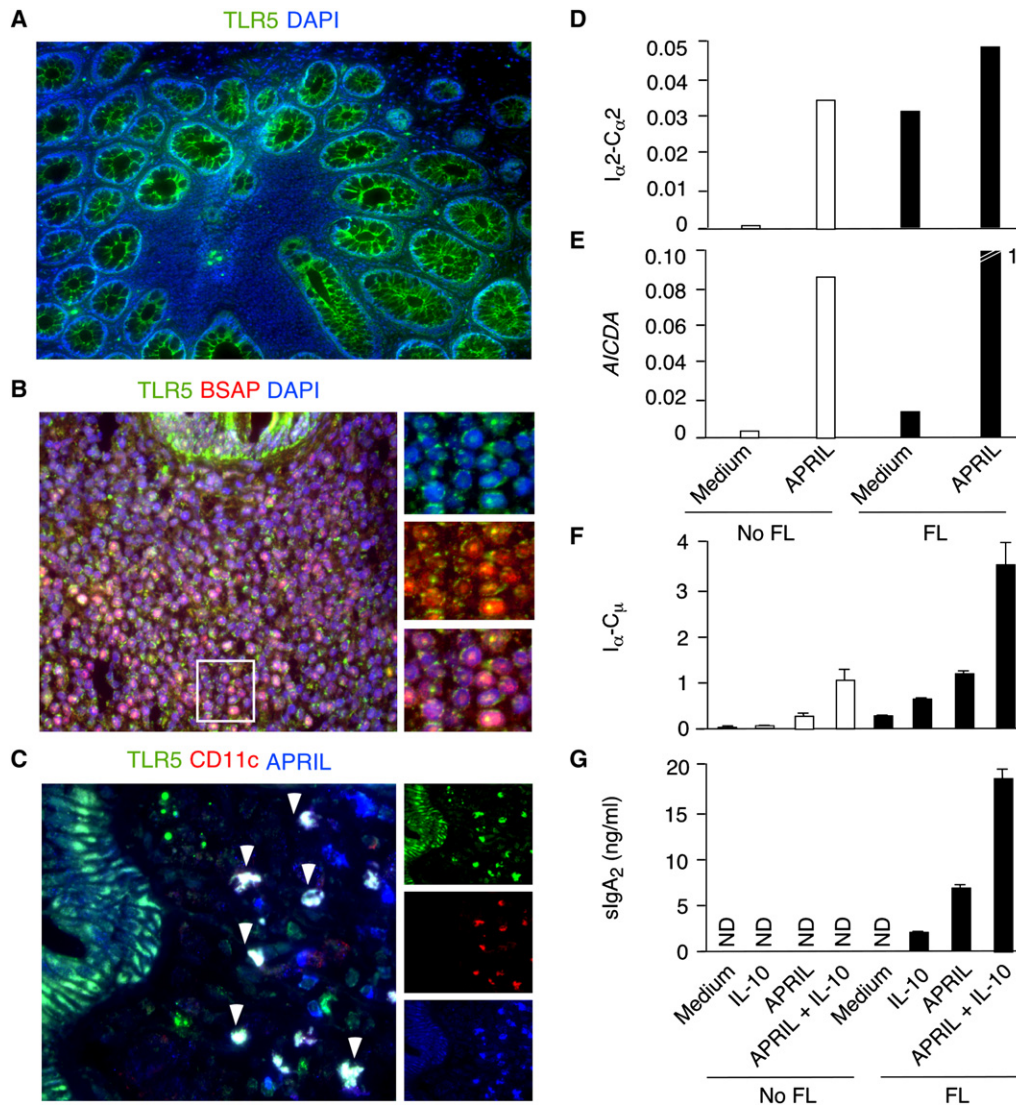 A
TLR5 DAPI
B
TLR5 BSAP DAPI
C
TLR5 CD11c APRIL
D
Iα2-Cα2
0.05
0.04
0.03
0.02
0.01
0
E
AICDA
0.10
0.08
0.06
0.04
0.02
0
1
Medium
APRIL
Medium
APRIL
No FL
FL
F
Iα-Cμ
4
3
2
1
0
G
sIgA2 (ng/ml)
20
15
10
5
0
ND
ND
ND
ND
ND
Medium
IL-10
APRIL
APRIL + IL-10
Medium
IL-10
APRIL
APRIL + IL-10
No FL
FL